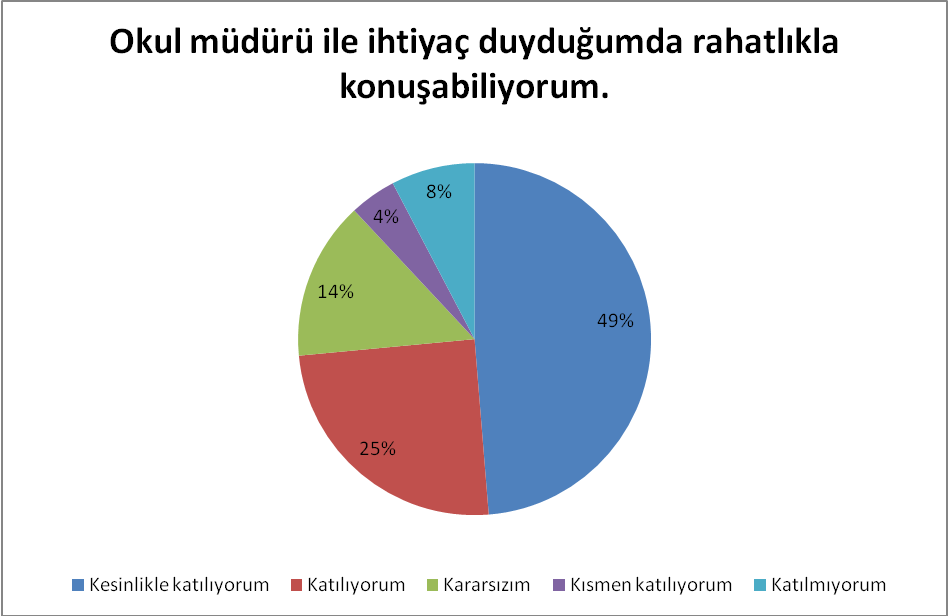 Okul müdürü ile ihtiyaç duyduğumda rahatlıkla
konuşabiliyorum.
8%
4%
14%
49%
25%
Kesinlikle katılıyorum Katılıyorum Kararsızım Kısmen katılıyorum Katılmıyorum